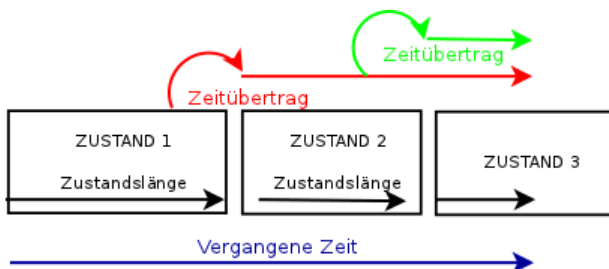 Zeitübertrag
Zeitübertrag
ZUSTAND 1
ZUSTAND 2
ZUSTAND 3
Zustandslänge
Zustandslänge
Vergangene Zeit